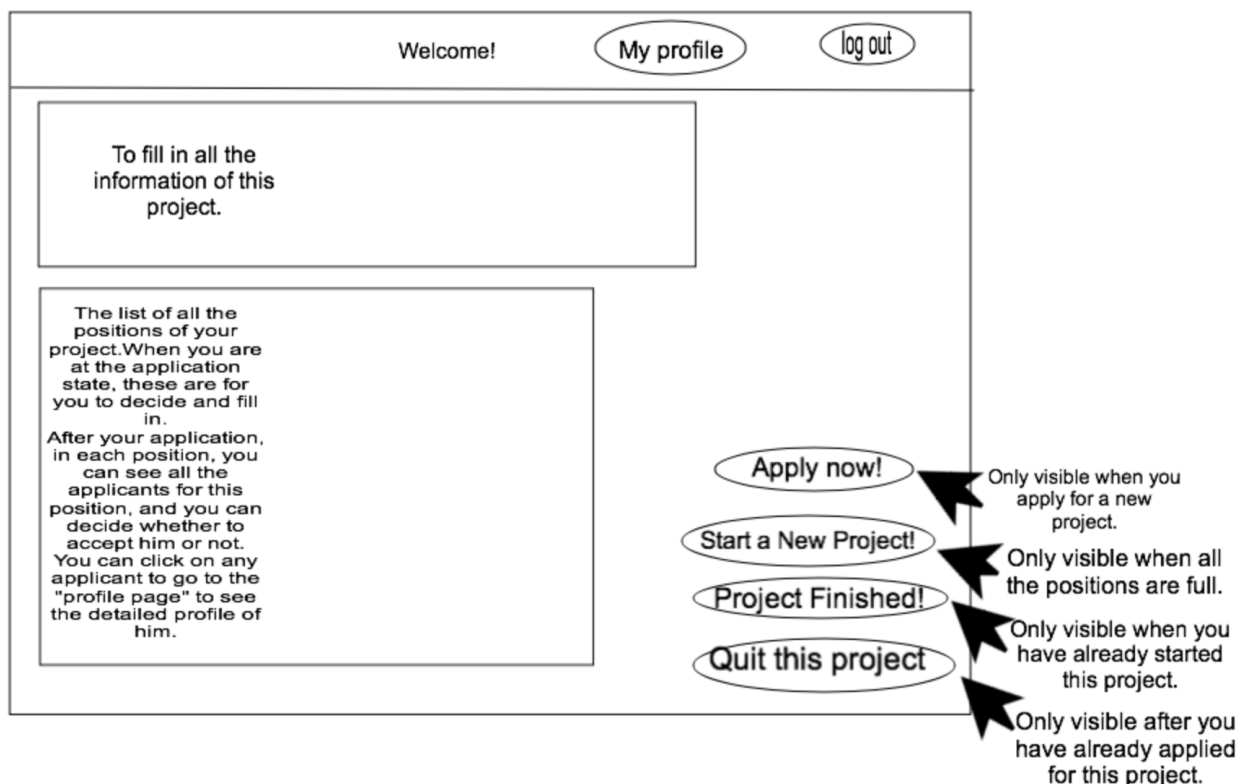 Welcome!
My profile
log out
To fill in all the
information of this
project.
The list of all the
positions of your
project.When you are
at the application
state, these are for
you to decide and fill
in.
After your application,
in each position, you
can see all the
applicants for this
position, and you can
decide whether to
accept him or not.
You can click on any
applicant to go to the
"profile page" to see
the detailed profile of
him.
Apply now!
Only visible when you
apply for a new
project.
Start a New Project!
Only visible when all
the positions are full.
Project Finished!
Only visible when you
have already started
this project.
Quit this project
Only visible after you
have already applied
for this project.